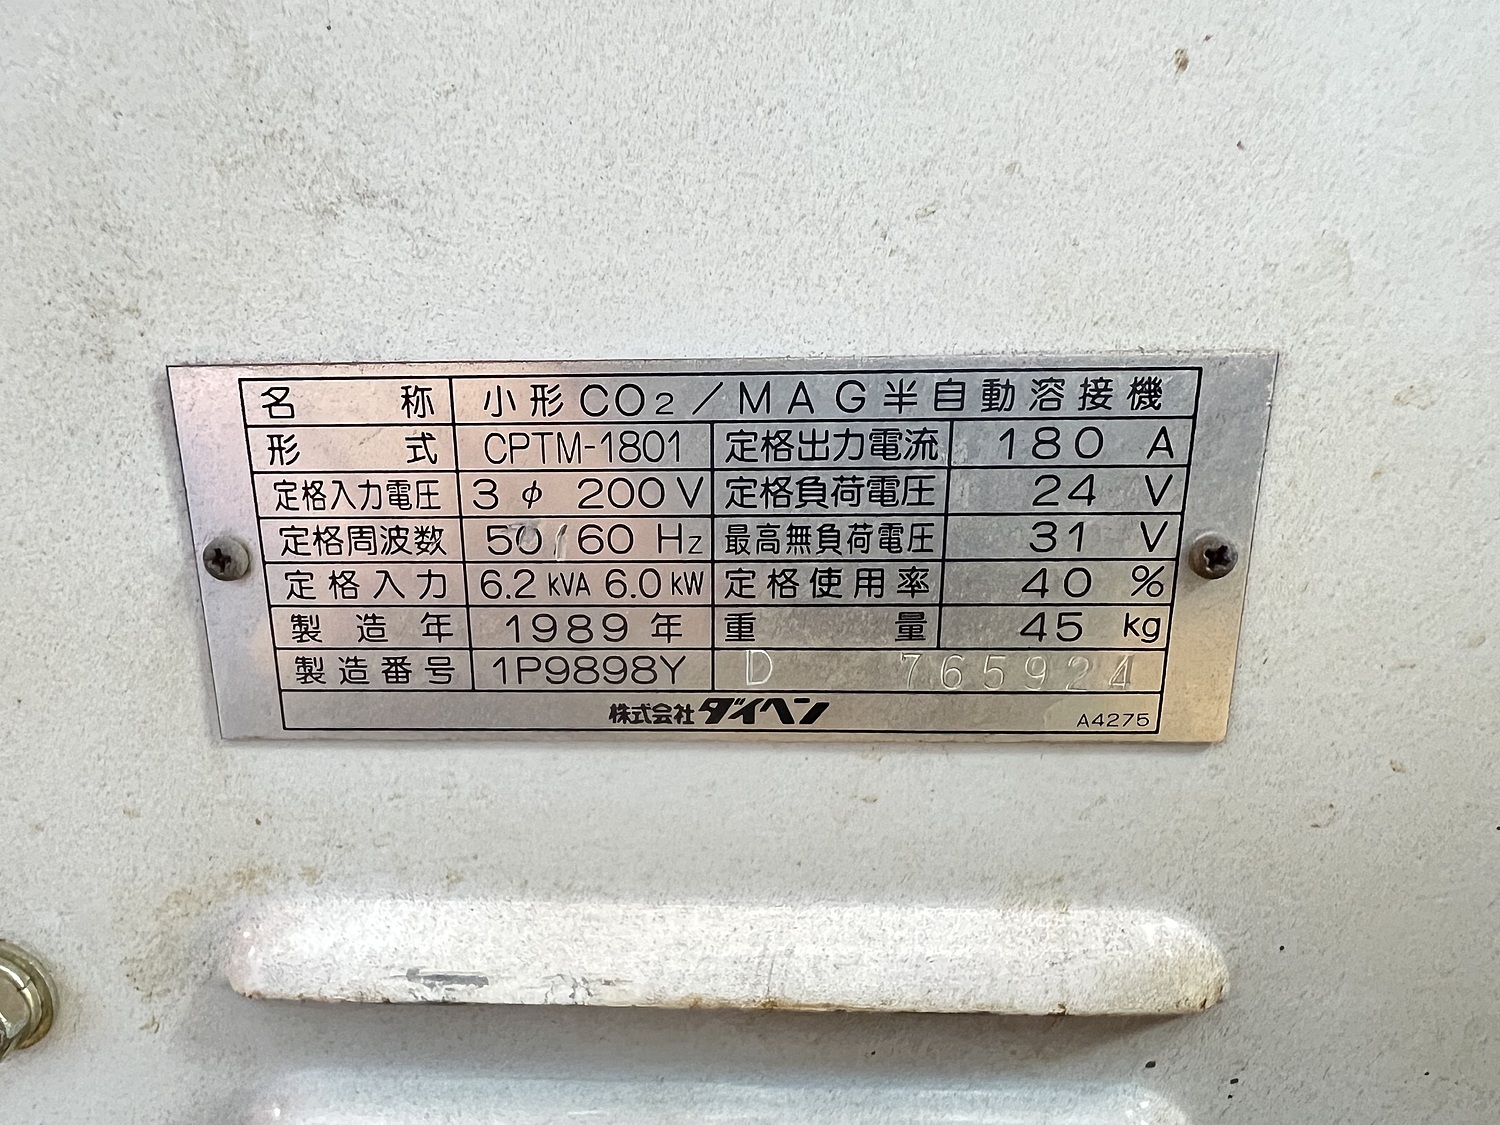 名称 小形CO₂/MAG半自動溶接機
形式 CPTM-1801 定格出力電流 180 A
定格入力電圧 3 φ 200 V 定格負荷電圧 24 V
定格周波数 50/60 Hz 最高無負荷電圧 31 V
定格入力 6.2 kVA 6.0 kW 定格使用率 40 %
製造年 1989 年 重量 45 kg
製造番号 1P9898Y D 765924
株式会社ダイヘン A4275